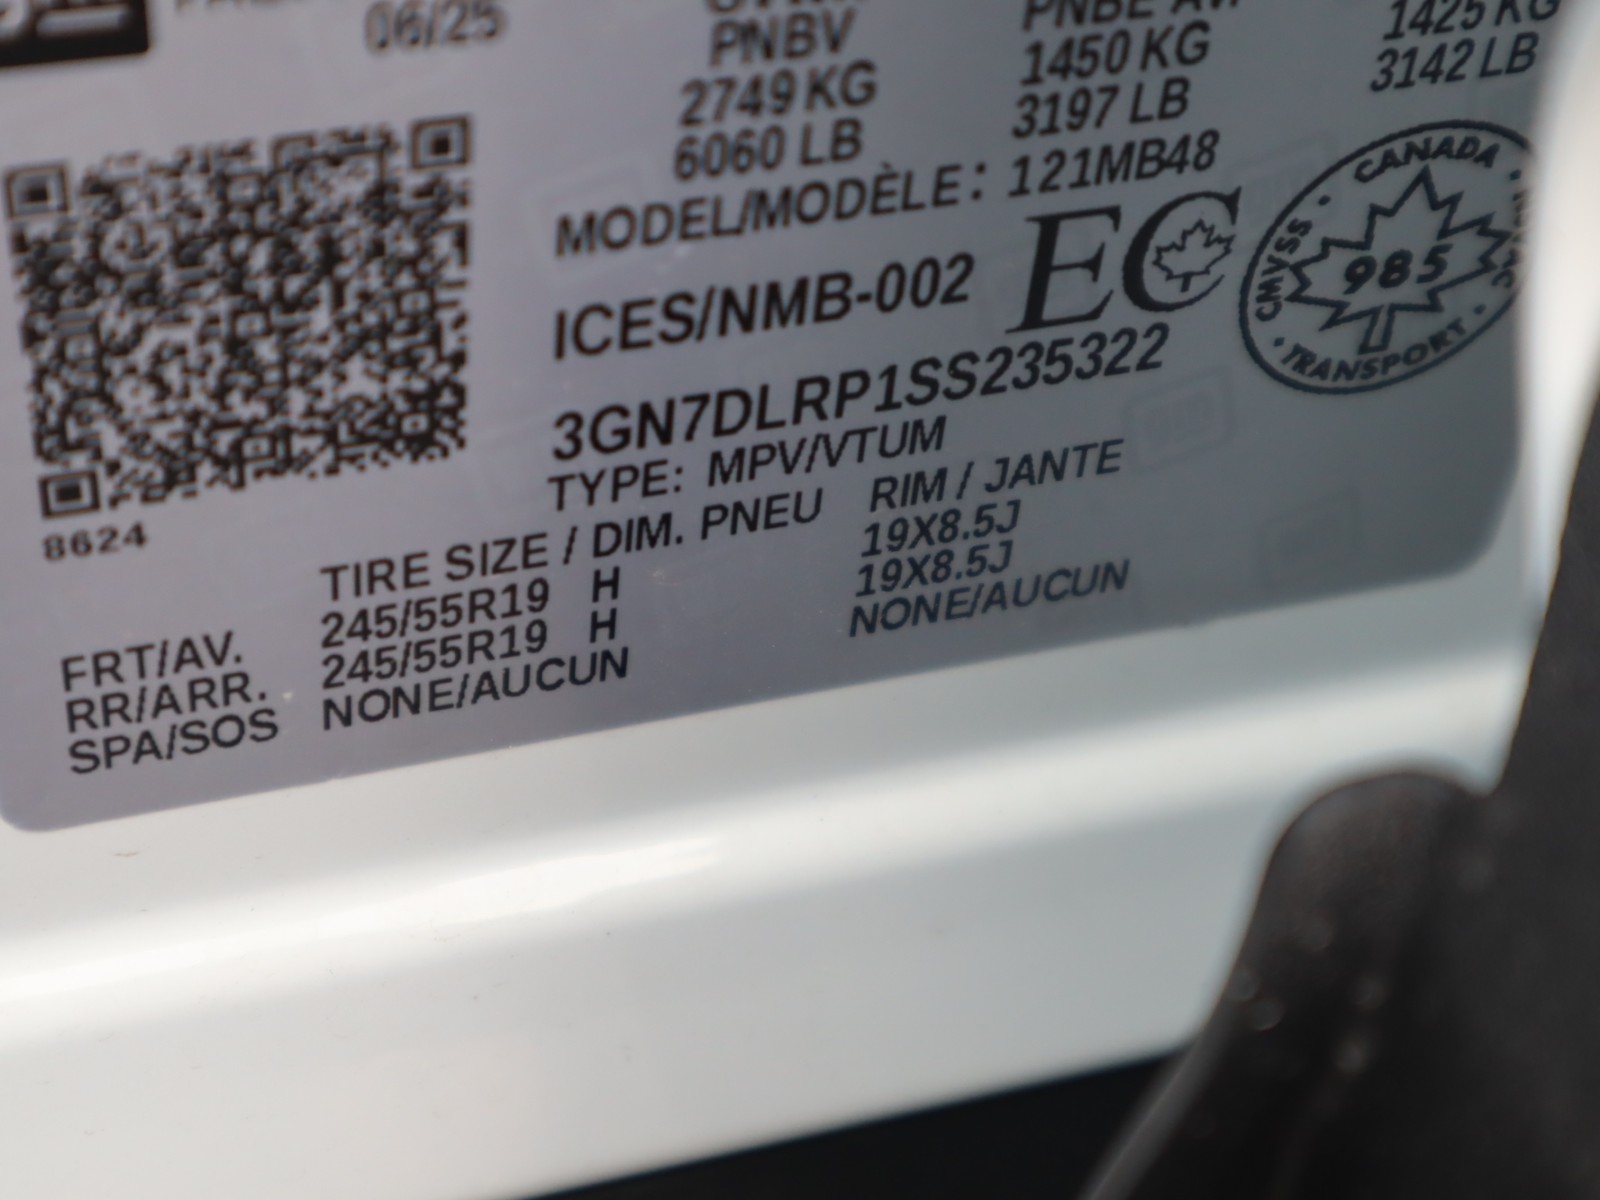 06/25
PNBV
2749 KG
6060 LB
PNBE AV.
1450 KG
3197 LB
1425 KG
3142 LB
MODEL/MODÈLE: 121MB48
ICES/NMB-002
EC
CANADA
CMVSS
985
TRANSPORT
3GN7DLRP1SS235322
TYPE: MPV/VTUM
8624
TIRE SIZE / DIM. PNEU RIM / JANTE
FRT/AV. 245/55R19 H 19X8.5J
RR/ARR. 245/55R19 H 19X8.5J
SPA/SOS NONE/AUCUN NONE/AUCUN